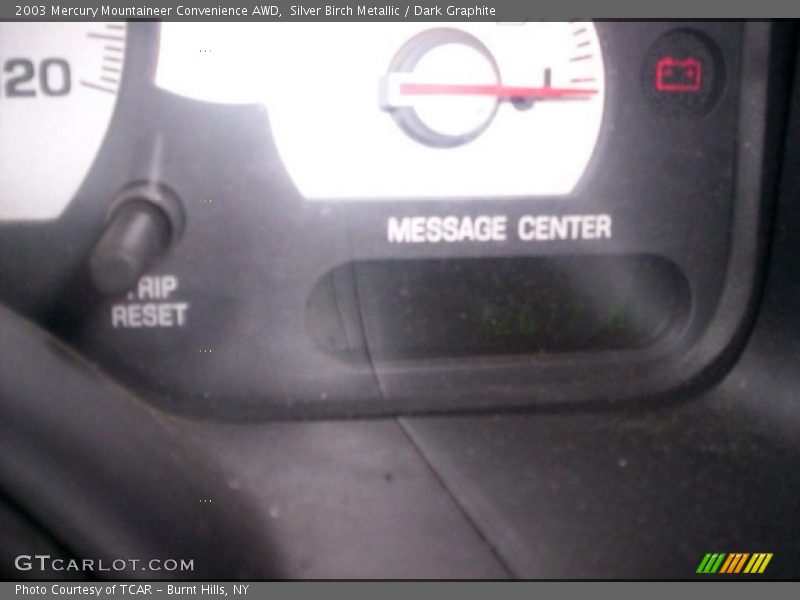 2003 Mercury Mountaineer Convenience AWD,  Silver Birch Metallic / Dark Graphite
20
MESSAGE CENTER
TRIP
RESET
GTCARLOT.COM
Photo Courtesy of TCAR - Burnt Hills, NY